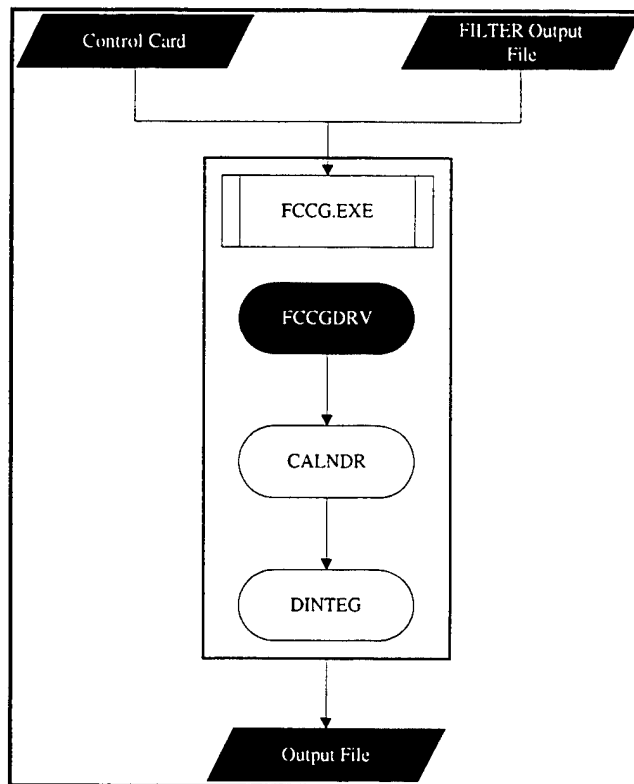 Control Card
FILTER Output
File
FCCG.EXE
FCCGDRV
CALNDR
DINTEG
Output File